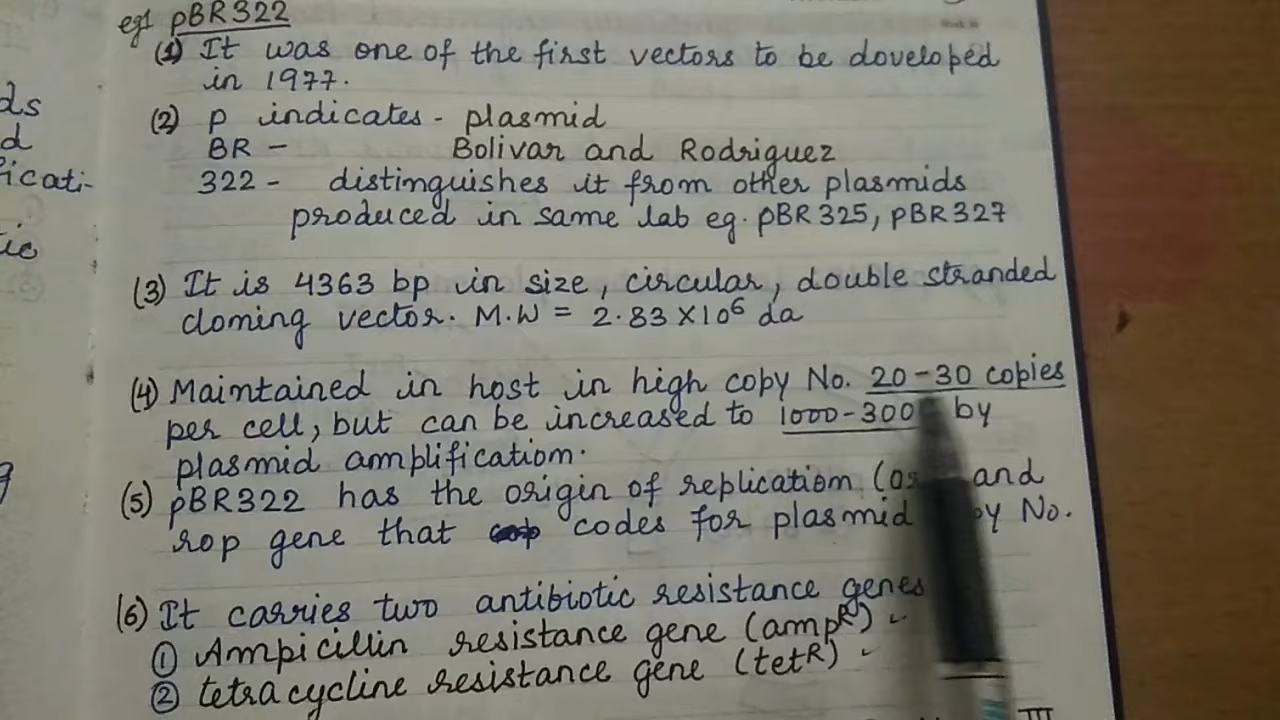 eg1 pBR322
(1) It was one of the first vectors to be doveloped
in 1977.
(2) p indicates - plasmid
BR - Bolivar and Rodriguez
322 - distinguishes it from other plasmids
produced in same lab eg. pBR325, pBR327
(3) It is 4363 bp in size, circular, double stranded
cloning vector. M.W = 2.83 X 10⁶ da
(4) Maintained in host in high copy No. 20-30 copies
per cell, but can be increased to 1000-300 by
plasmid amplification.
(5) pBR322 has the origin of replication and
rop gene that codes for plasmid No.
(6) It carries two antibiotic resistance genes
① Ampicillin resistance gene (ampᴿ)
② tetracycline resistance gene (tetᴿ)
ds
d
ficati-
tic
III